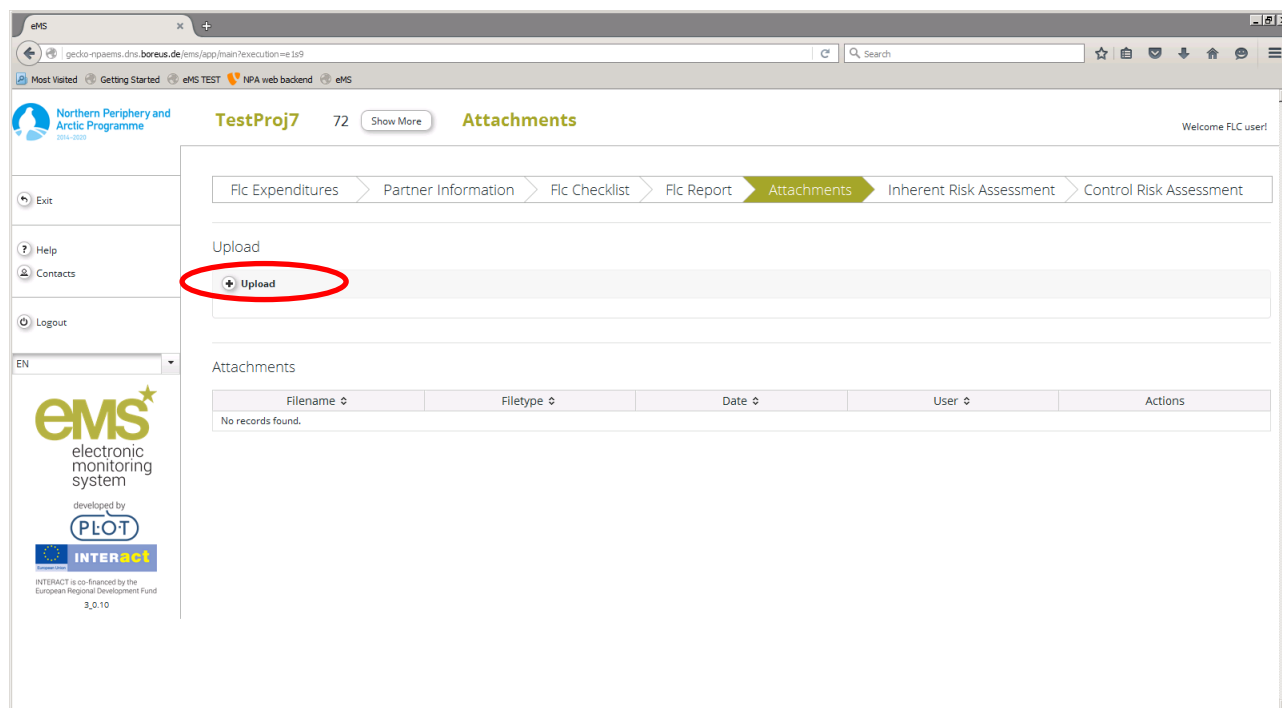 eMS
gecko-npaems.dns.boreus.de/ems/app/main?execution=e1s9
Search
Most Visited Getting Started eMS TEST NPA web backend eMS
Northern Periphery and
Arctic Programme
2014–2020
TestProj7 72 Show More Attachments
Welcome FLC user!
Flc Expenditures Partner Information Flc Checklist Flc Report Attachments Inherent Risk Assessment Control Risk Assessment
Exit
Help
Contacts
Logout
EN
Upload
Upload
Attachments
Filename Filetype Date User Actions
No records found.
eMS
electronic
monitoring
system
developed by
PL·O·T
European Union
INTERact
INTERACT is co-financed by the
European Regional Development Fund
3_0.10